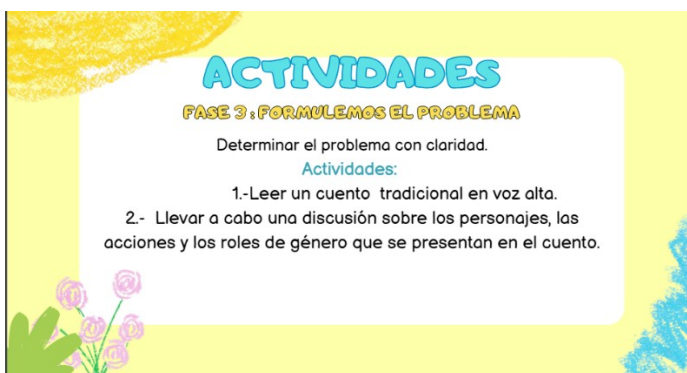 ACTIVIDADES
FASE 3 : FORMULEMOS EL PROBLEMA
Determinar el problema con claridad.
Actividades:
1.-Leer un cuento tradicional en voz alta.
2.- Llevar a cabo una discusión sobre los personajes, las
acciones y los roles de género que se presentan en el cuento.